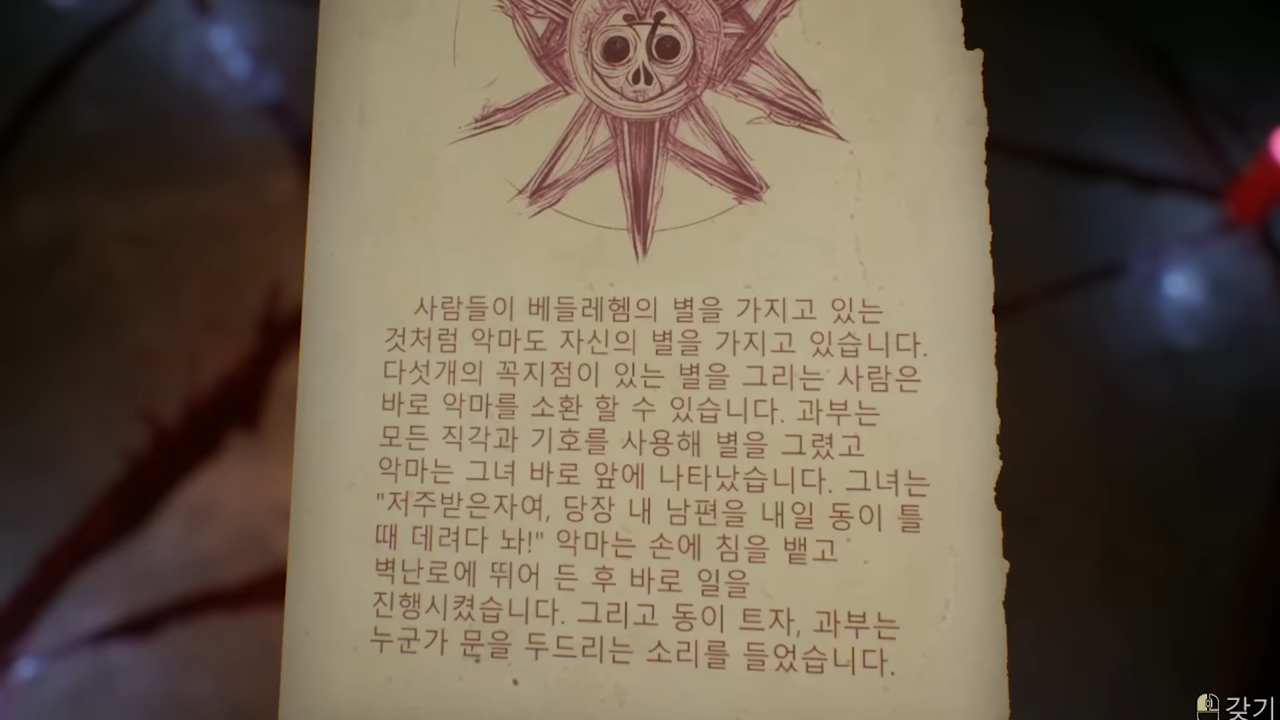 사람들이 베들레헴의 별을 가지고 있는
것처럼 악마도 자신의 별을 가지고 있습니다.
다섯개의 꼭지점이 있는 별을 그리는 사람은
바로 악마를 소환 할 수 있습니다. 과부는
모든 직각과 기호를 사용해 별을 그렸고
악마는 그녀 바로 앞에 나타났습니다. 그녀는
"저주받은자여, 당장 내 남편을 내일 동이 틀
때 데려다 놔!" 악마는 손에 침을 뱉고
벽난로에 뛰어 든 후 바로 일을
진행시켰습니다. 그리고 동이 트자, 과부는
누군가 문을 두드리는 소리를 들었습니다.
갖기